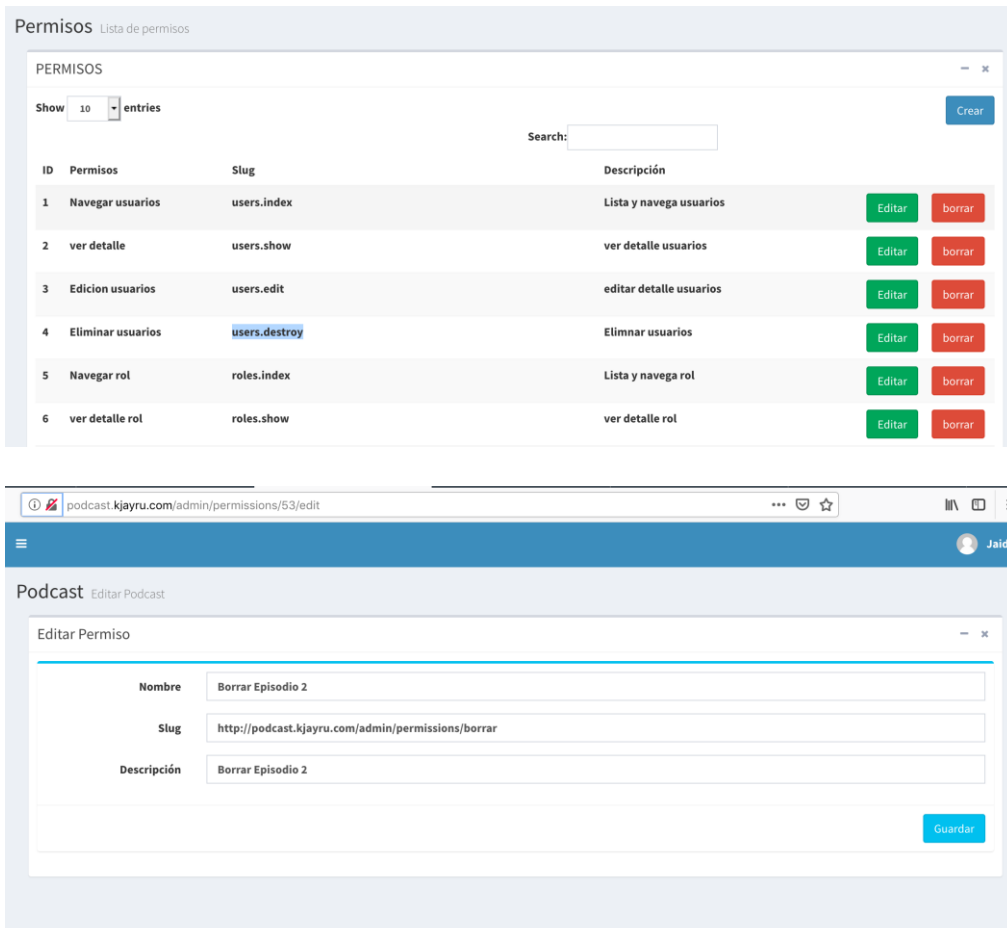 Permisos Lista de permisos
PERMISOS
Show 10 entries
Crear
Search:
ID Permisos Slug Descripción
1 Navegar usuarios users.index Lista y navega usuarios Editar borrar
2 ver detalle users.show ver detalle usuarios Editar borrar
3 Edicion usuarios users.edit editar detalle usuarios Editar borrar
4 Eliminar usuarios users.destroy Elimnar usuarios Editar borrar
5 Navegar rol roles.index Lista y navega rol Editar borrar
6 ver detalle rol roles.show ver detalle rol Editar borrar
podcast.kjayru.com/admin/permissions/53/edit
Jaid
Podcast Editar Podcast
Editar Permiso
Nombre Borrar Episodio 2
Slug http://podcast.kjayru.com/admin/permissions/borrar
Descripción Borrar Episodio 2
Guardar